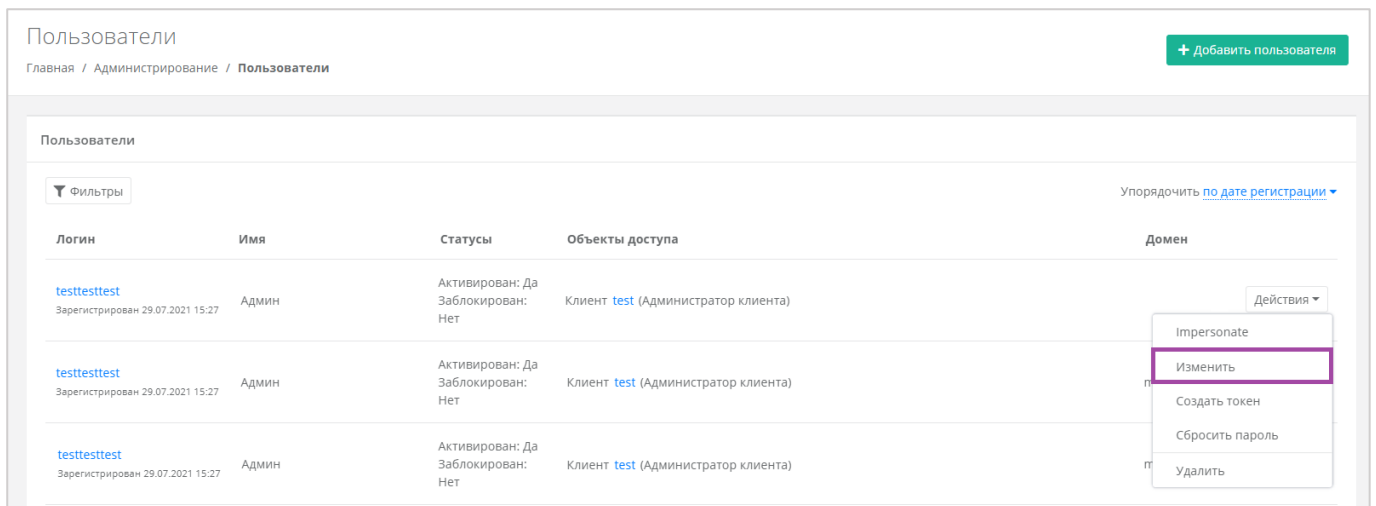 Пользователи
+ Добавить пользователя
Главная / Администрирование / Пользователи
Пользователи
Фильтры
Упорядочить по дате регистрации
Логин Имя Статусы Объекты доступа Домен
testtesttest
Зарегистрирован 29.07.2021 15:27
Админ
Активирован: Да
Заблокирован:
Нет
Клиент test (Администратор клиента)
Действия
Impersonate
Изменить
Создать токен
Сбросить пароль
Удалить
testtesttest
Зарегистрирован 29.07.2021 15:27
Админ
Активирован: Да
Заблокирован:
Нет
Клиент test (Администратор клиента)
testtesttest
Зарегистрирован 29.07.2021 15:27
Админ
Активирован: Да
Заблокирован:
Нет
Клиент test (Администратор клиента)